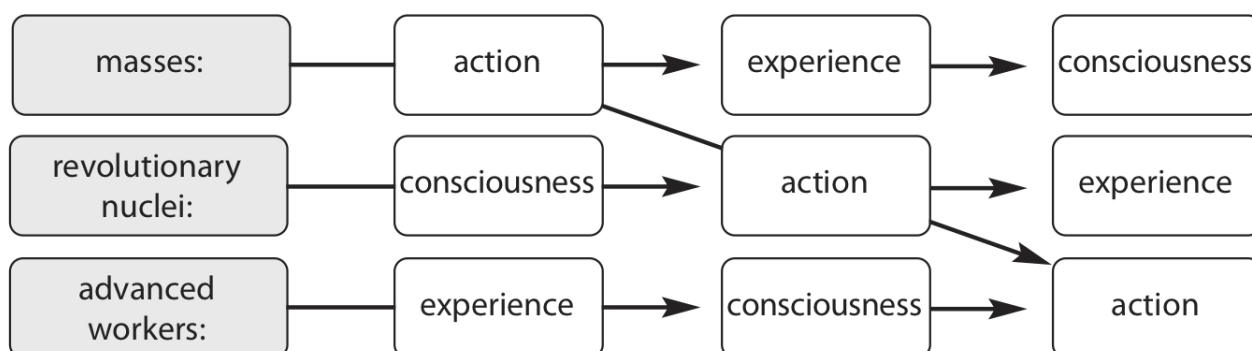 masses:
action
experience
consciousness
revolutionary
nuclei:
consciousness
action
experience
advanced
workers:
experience
consciousness
action